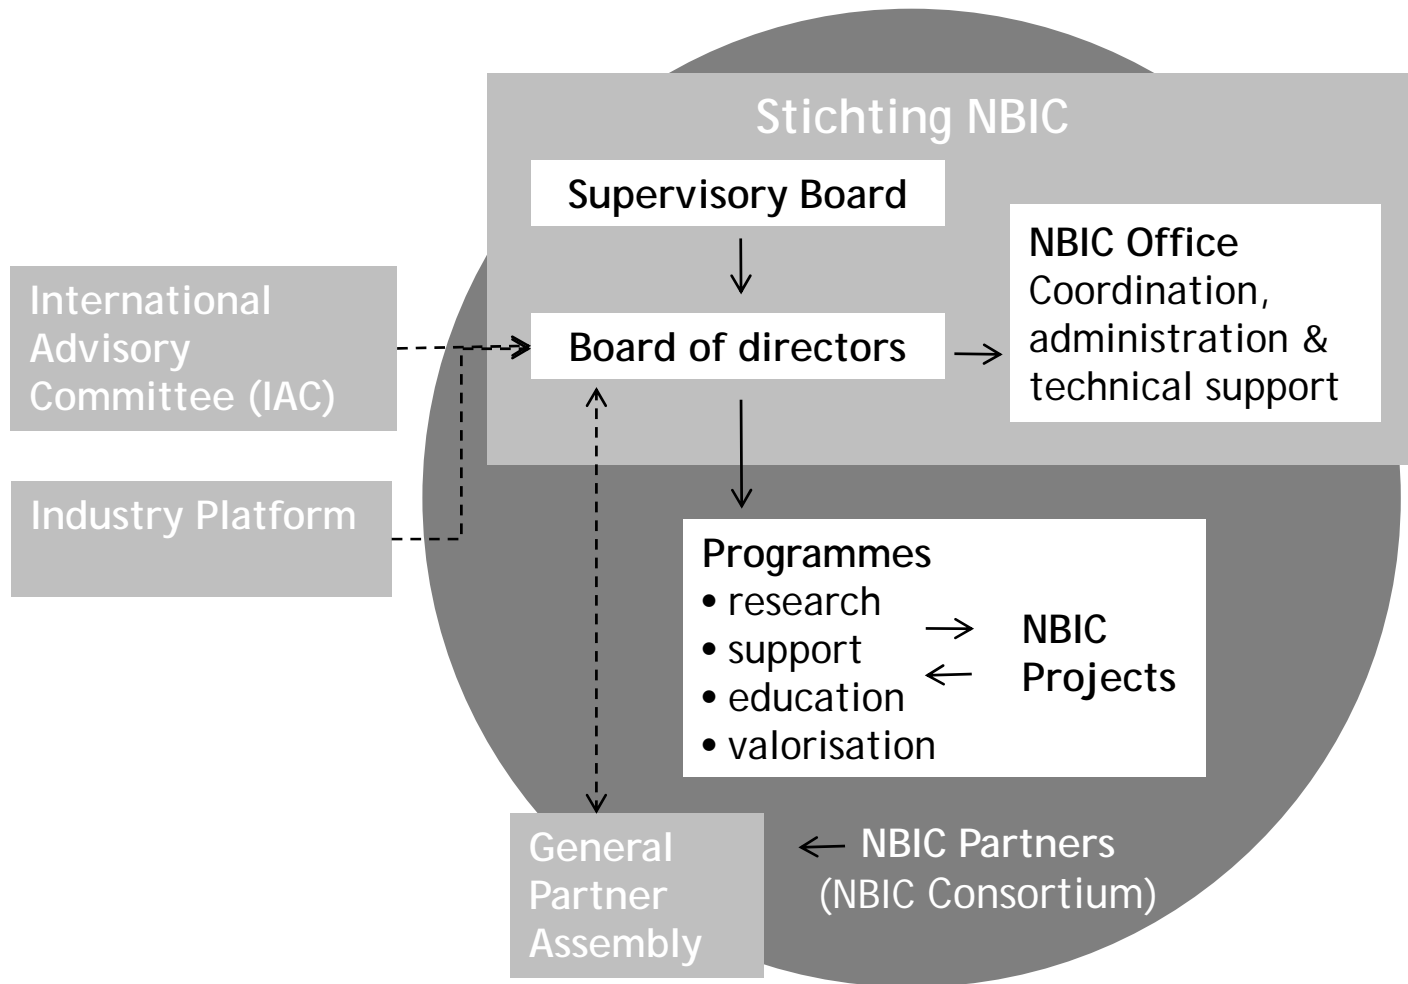 Stichting NBIC
Supervisory Board
NBIC Office
Coordination,
administration &
technical support
International
Advisory
Committee (IAC)
Board of directors
Industry Platform
Programmes
• research
• support
• education
• valorisation
NBIC
Projects
General
Partner
Assembly
NBIC Partners
(NBIC Consortium)